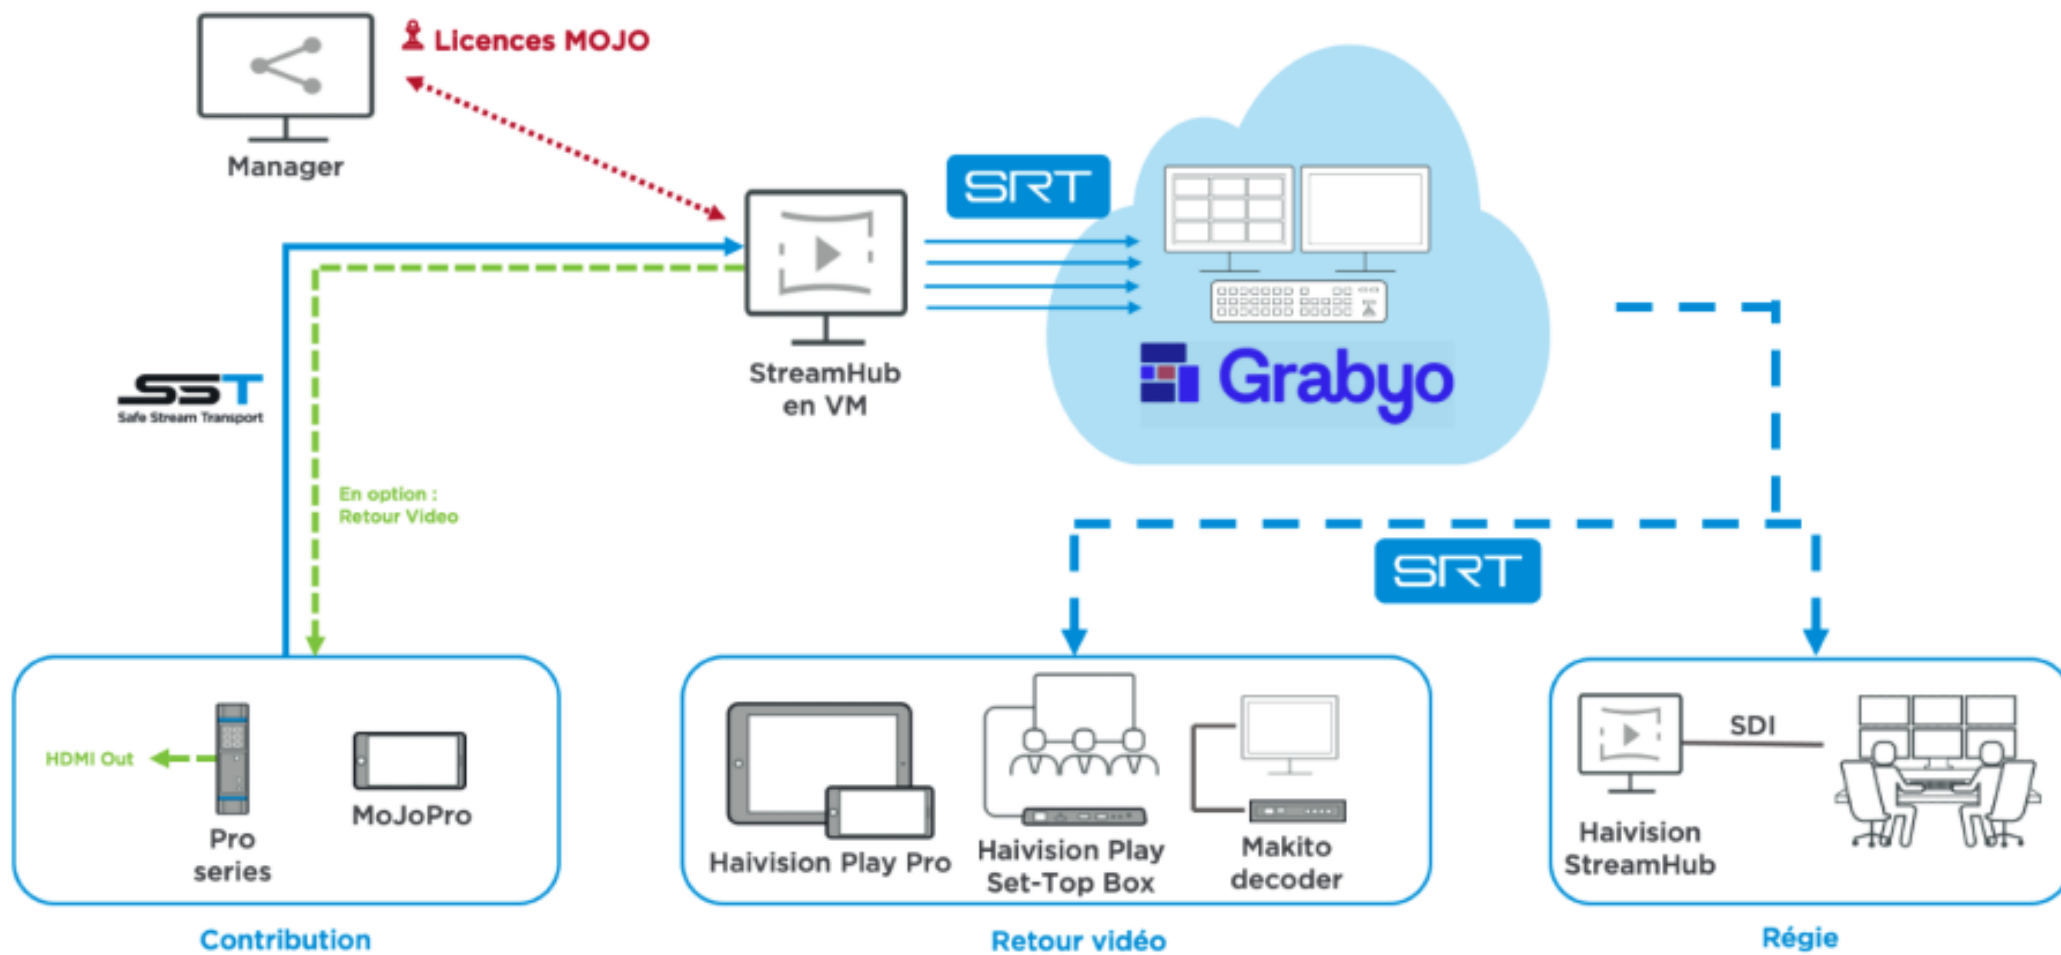 Licences MOJO
Manager
SRT
StreamHub
en VM
Grabyo
SST
Safe Stream Transport
En option :
Retour Video
SRT
HDMI Out
Pro
series
MoJoPro
Haivision Play Pro
Haivision Play
Set-Top Box
Makito
decoder
SDI
Haivision
StreamHub
Contribution
Retour vidéo
Régie